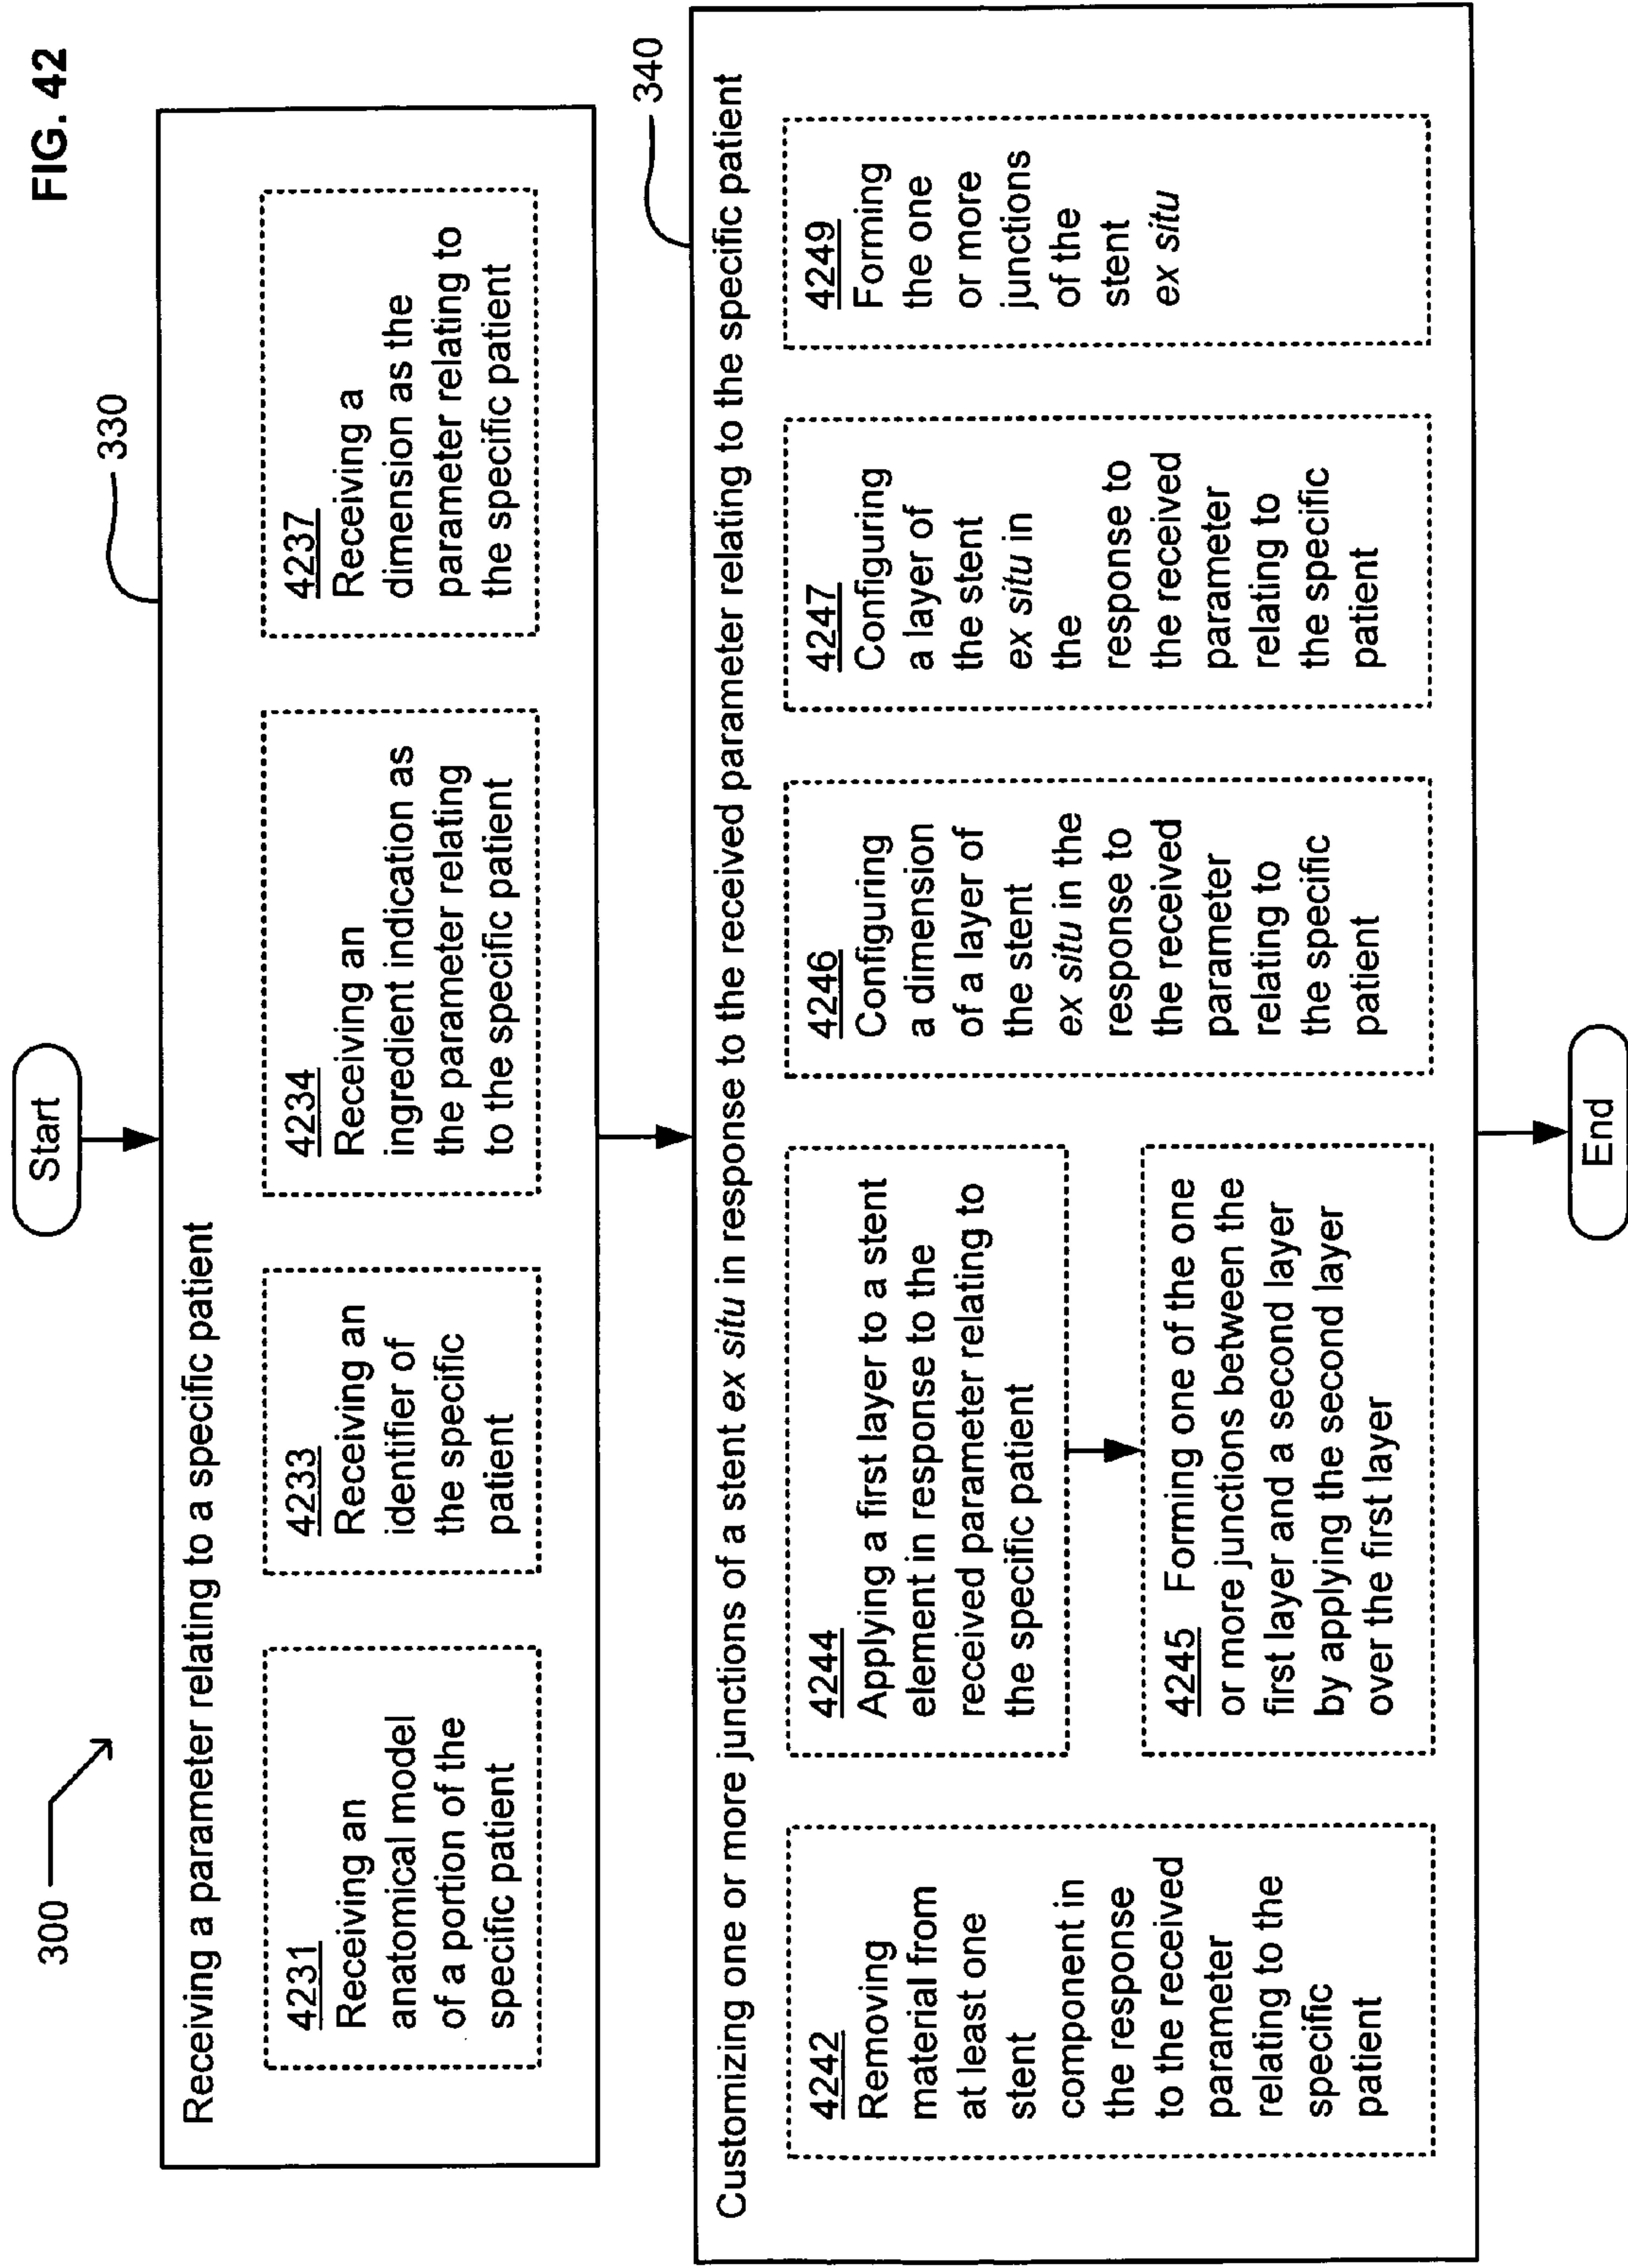 FIG. 42
300
Start
330
Receiving a parameter relating to a specific patient
4231
Receiving an
anatomical model
of a portion of the
specific patient
4233
Receiving an
identifier of
the specific
patient
4234
Receiving an
ingredient indication as
the parameter relating
to the specific patient
4237
Receiving a
dimension as the
parameter relating to
the specific patient
340
Customizing one or more junctions of a stent ex situ in response to the received parameter relating to the specific patient
4242
Removing
material from
at least one
stent
component in
the response
to the received
parameter
relating to the
specific
patient
4244
Applying a first layer to a stent
element in response to the
received parameter relating to
the specific patient
4245 Forming one of the one
or more junctions between the
first layer and a second layer
by applying the second layer
over the first layer
4246
Configuring
a dimension
of a layer of
the stent
ex situ in the
response to
the received
parameter
relating to
the specific
patient
4247
Configuring
a layer of
the stent
ex situ in
the
response to
the received
parameter
relating to
the specific
patient
4249
Forming
the one
or more
junctions
of the
stent
ex situ
End